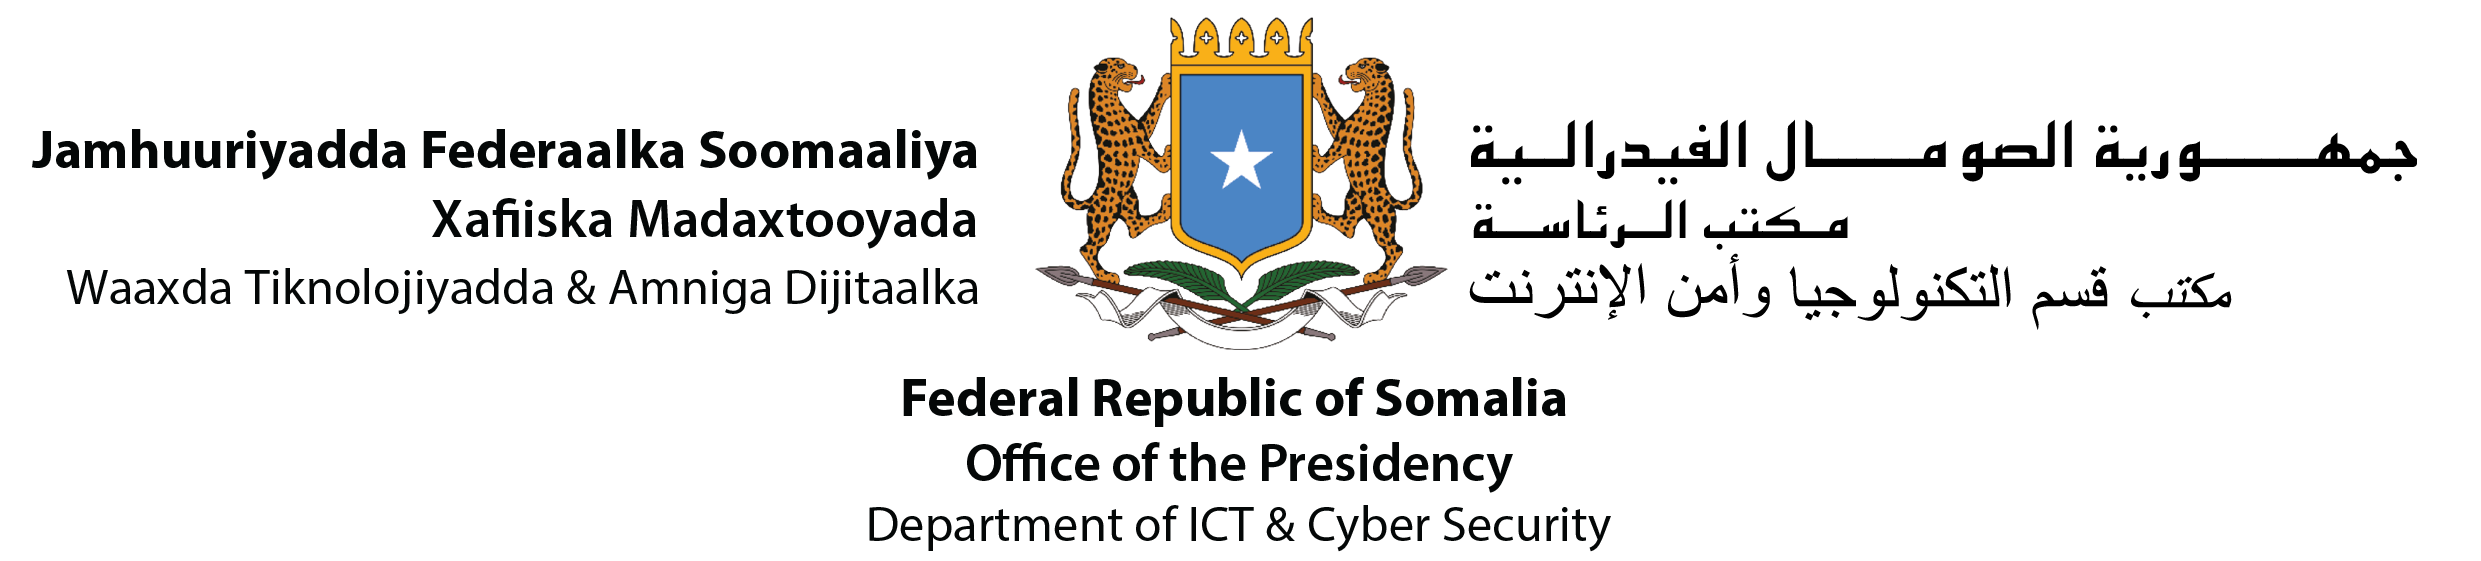 Jamhuuriyadda Federaalka Soomaaliya
Xafiiska Madaxtooyada
Waaxda Tiknolojiyadda & Amniga Dijitaalka
جمهورية الصومال الفيدرالية
مكتب الرئاسة
مكتب قسم التكنولوجيا وأمن الإنترنت
Federal Republic of Somalia
Office of the Presidency
Department of ICT & Cyber Security